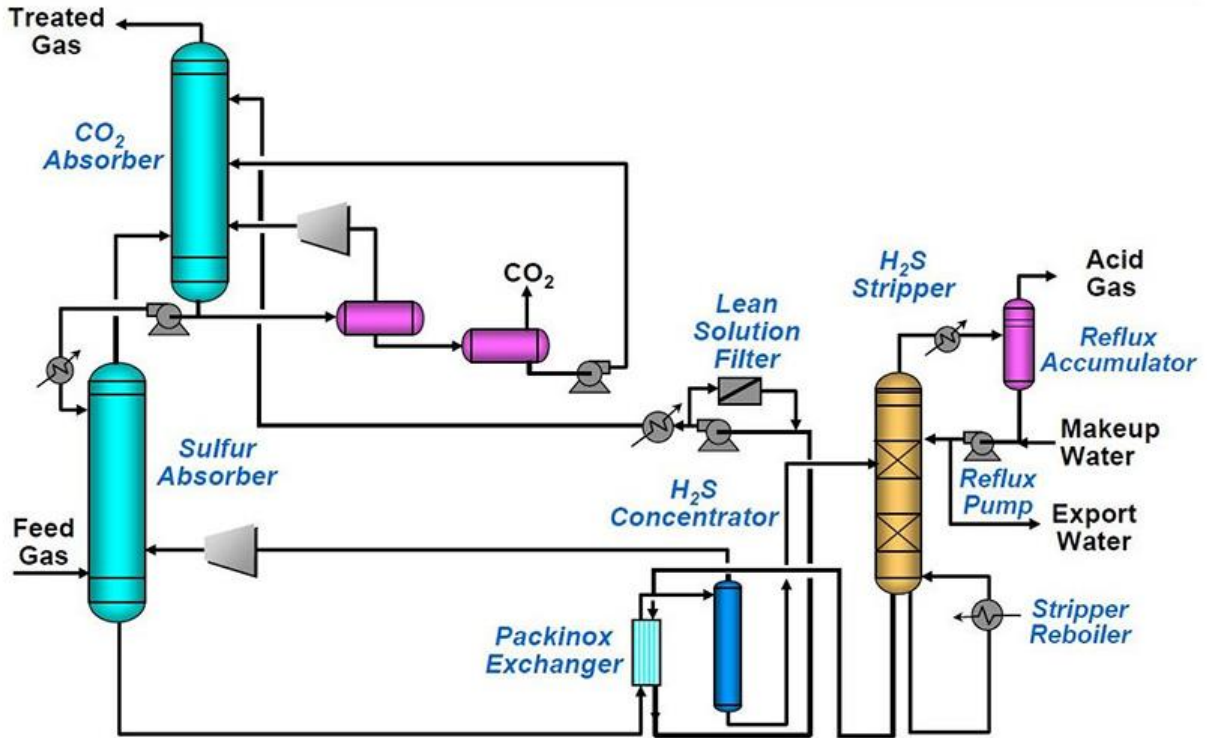 Treated
Gas
CO₂
Absorber
CO₂
H₂S
Stripper
Acid
Gas
Lean
Solution
Filter
Reflux
Accumulator
Sulfur
Absorber
Makeup
Water
H₂S
Concentrator
Reflux
Pump
Feed
Gas
Export
Water
Packinox
Exchanger
Stripper
Reboiler